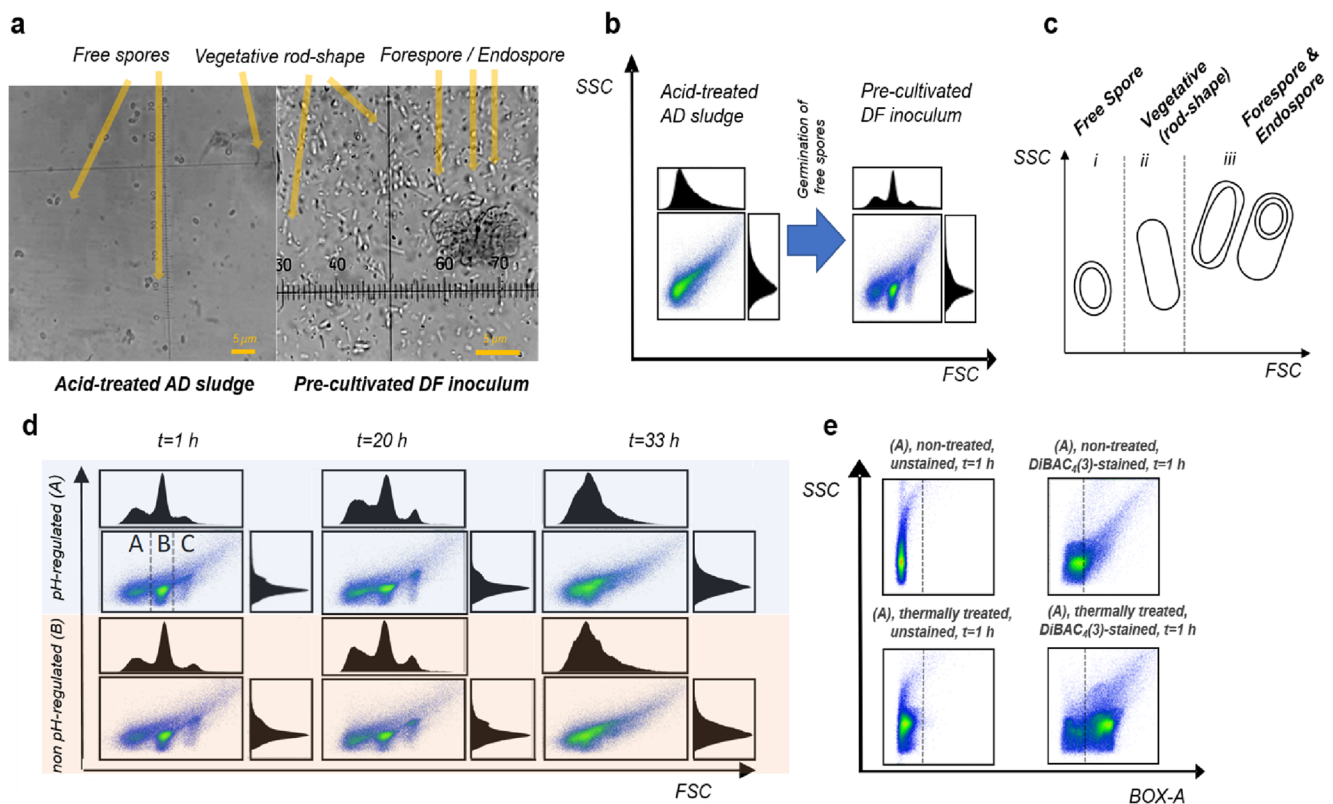 a
Free spores
Vegetative rod-shape
Forespore / Endospore
30
40
60
70
5 µm
5 µm
Acid-treated AD sludge
Pre-cultivated DF inoculum
b
SSC
Acid-treated
AD sludge
Germination of
free spores
Pre-cultivated
DF inoculum
FSC
c
SSC
Free Spore
Vegetative
(rod-shape)
Forespore &
Endospore
i
ii
iii
FSC
d
t=1 h
t=20 h
t=33 h
pH-regulated (A)
A
B
C
non pH-regulated (B)
FSC
e
SSC
(A), non-treated,
unstained, t=1 h
(A), non-treated,
DiBAC₄(3)-stained, t=1 h
(A), thermally treated,
unstained, t=1 h
(A), thermally treated,
DiBAC₄(3)-stained, t=1 h
BOX-A